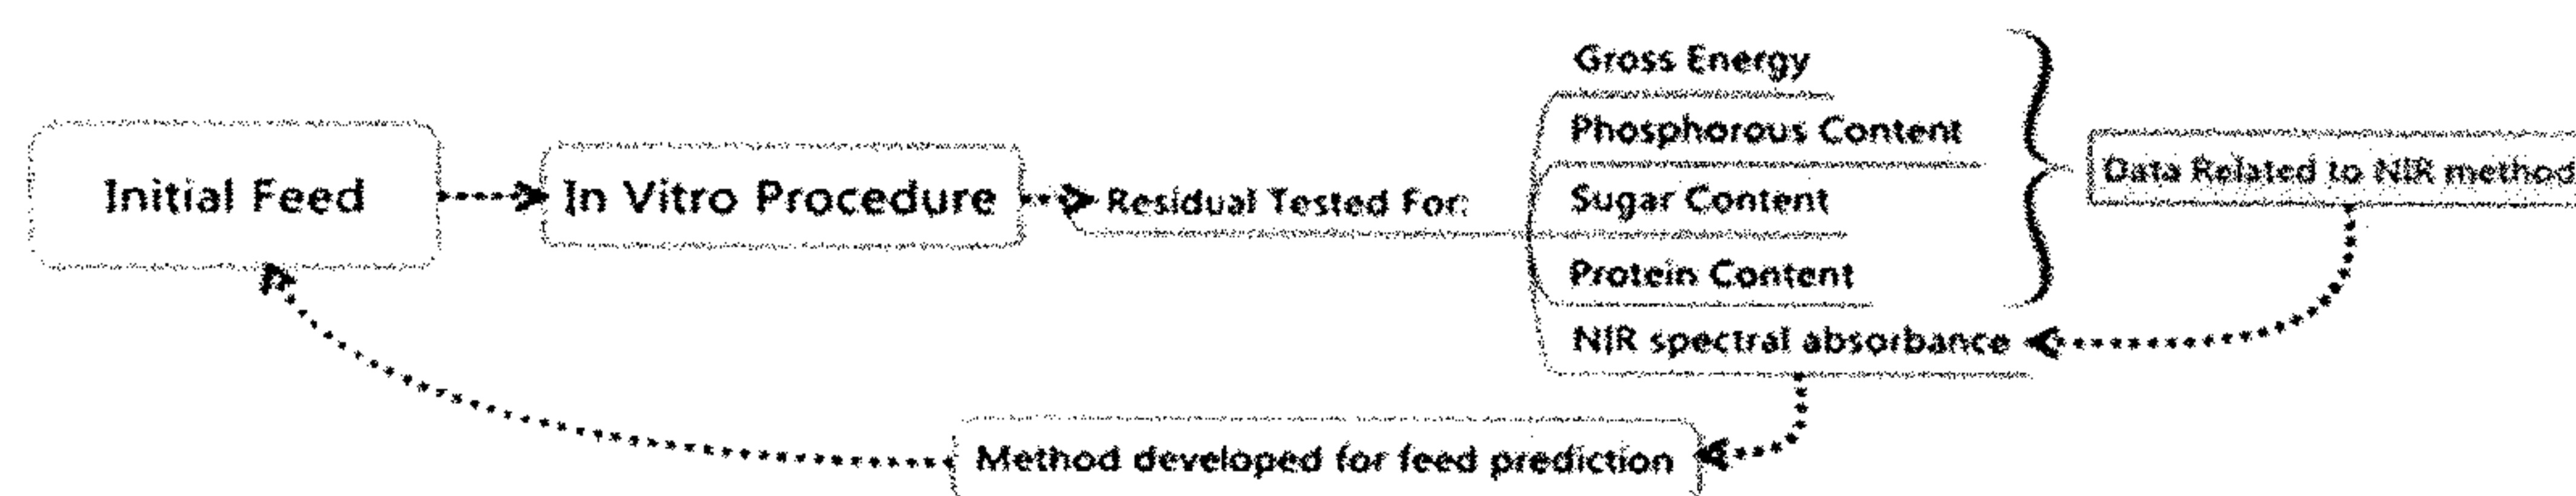 Initial Feed
In Vitro Procedure
Residual Tested For:
Gross Energy
Phosphorous Content
Sugar Content
Protein Content
NIR spectral absorbance
Data Related to NIR method
Method developed for feed prediction